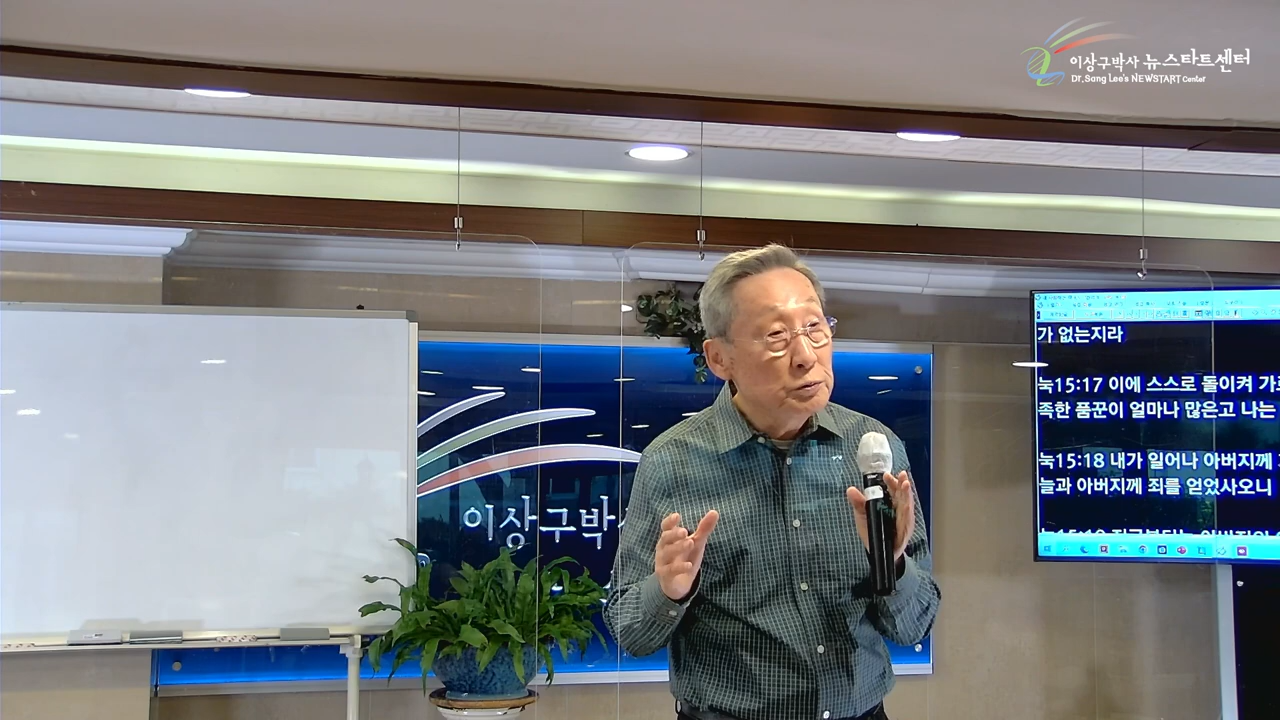 이상구박사 뉴스타트센터
Dr. Sang Lee's NEWSTART Center
가 없는지라
눅15:17 이에 스스로 돌이켜
족한 품꾼이 얼마나 많은고 나는
눅15:18 내가 일어나 아버지께
늘과 아버지께 죄를 얻었사오니
이상구박